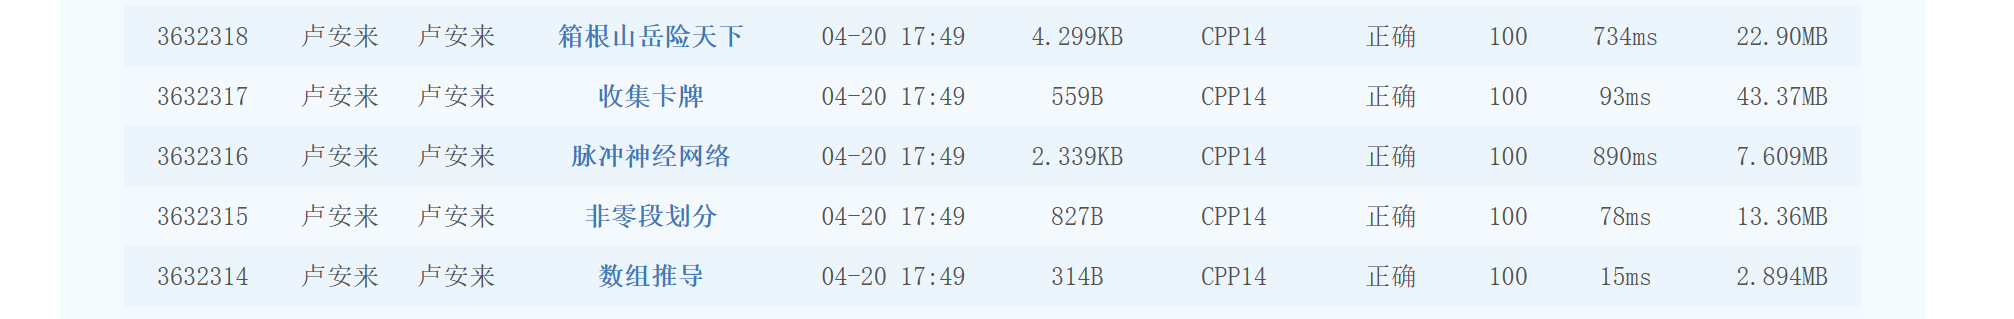 3632318 卢安来 卢安来 箱根山岳险天下 04-20 17:49 4.299KB CPP14 正确 100 734ms 22.90MB
3632317 卢安来 卢安来 收集卡牌 04-20 17:49 559B CPP14 正确 100 93ms 43.37MB
3632316 卢安来 卢安来 脉冲神经网络 04-20 17:49 2.339KB CPP14 正确 100 890ms 7.609MB
3632315 卢安来 卢安来 非零段划分 04-20 17:49 827B CPP14 正确 100 78ms 13.36MB
3632314 卢安来 卢安来 数组推导 04-20 17:49 314B CPP14 正确 100 15ms 2.894MB